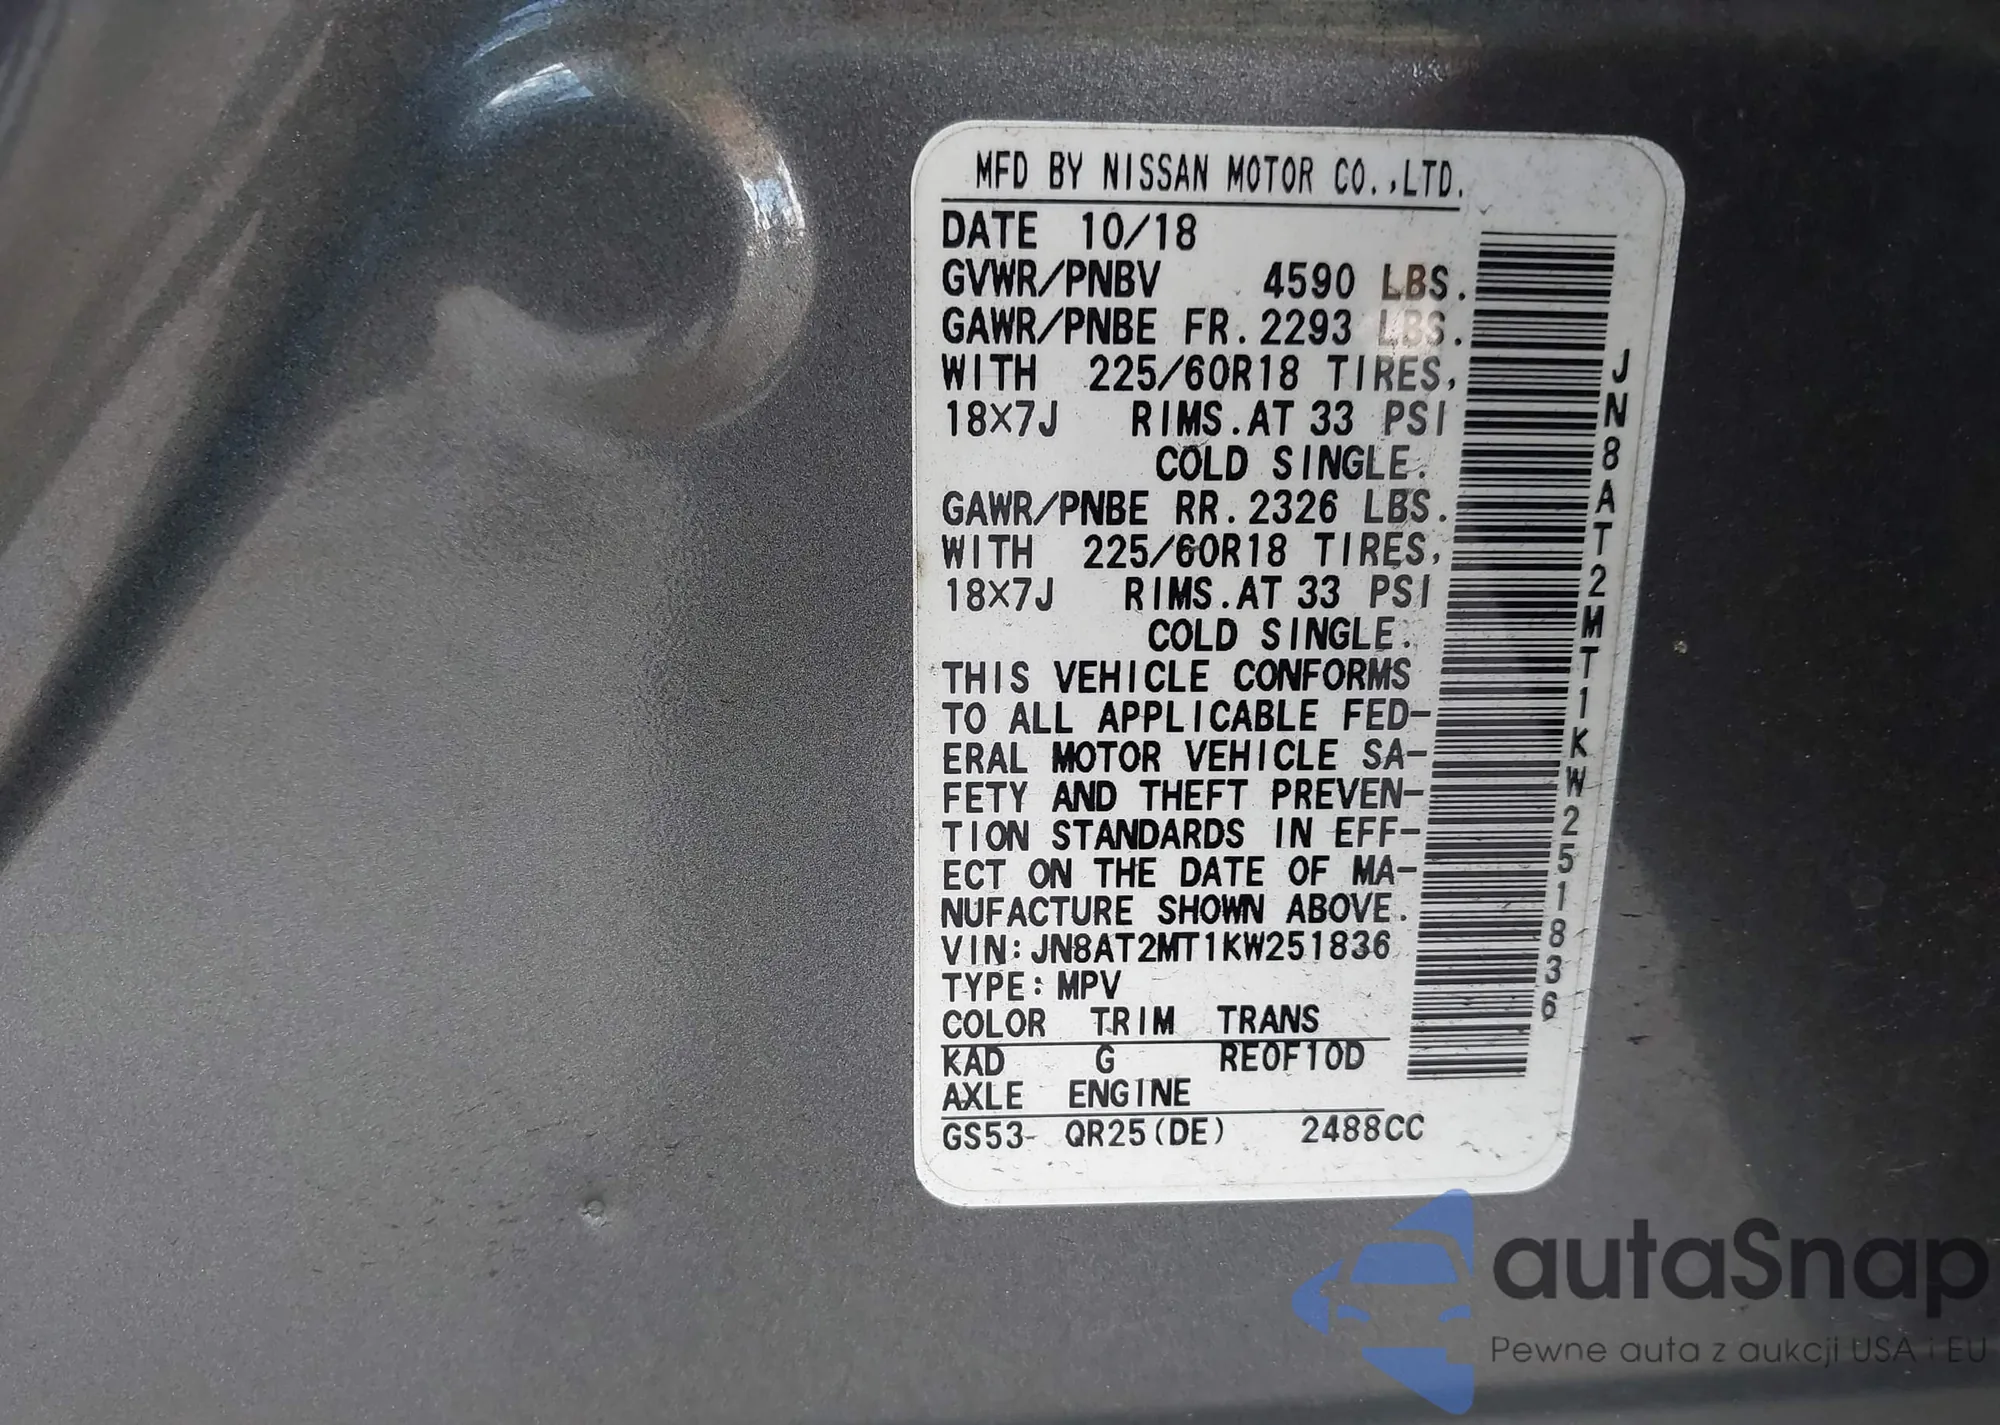 MFD BY NISSAN MOTOR CO.,LTD.
DATE 10/18
GVWR/PNBV 4590 LBS.
GAWR/PNBE FR.2293 LBS.
WITH 225/60R18 TIRES,
18×7J RIMS.AT 33 PSI
COLD SINGLE.
GAWR/PNBE RR.2326 LBS.
WITH 225/60R18 TIRES,
18×7J RIMS.AT 33 PSI
COLD SINGLE.
THIS VEHICLE CONFORMS
TO ALL APPLICABLE FED-
ERAL MOTOR VEHICLE SA-
FETY AND THEFT PREVEN-
TION STANDARDS IN EFF-
ECT ON THE DATE OF MA-
NUFACTURE SHOWN ABOVE.
VIN:JN8AT2MT1KW251836
TYPE:MPV
COLOR TRIM TRANS
KAD G RE0F10D
AXLE ENGINE
GS53- QR25(DE) 2488CC
JN8AT2MT1KW251836
autaSnap
Pewne auta z aukcji USA i EU